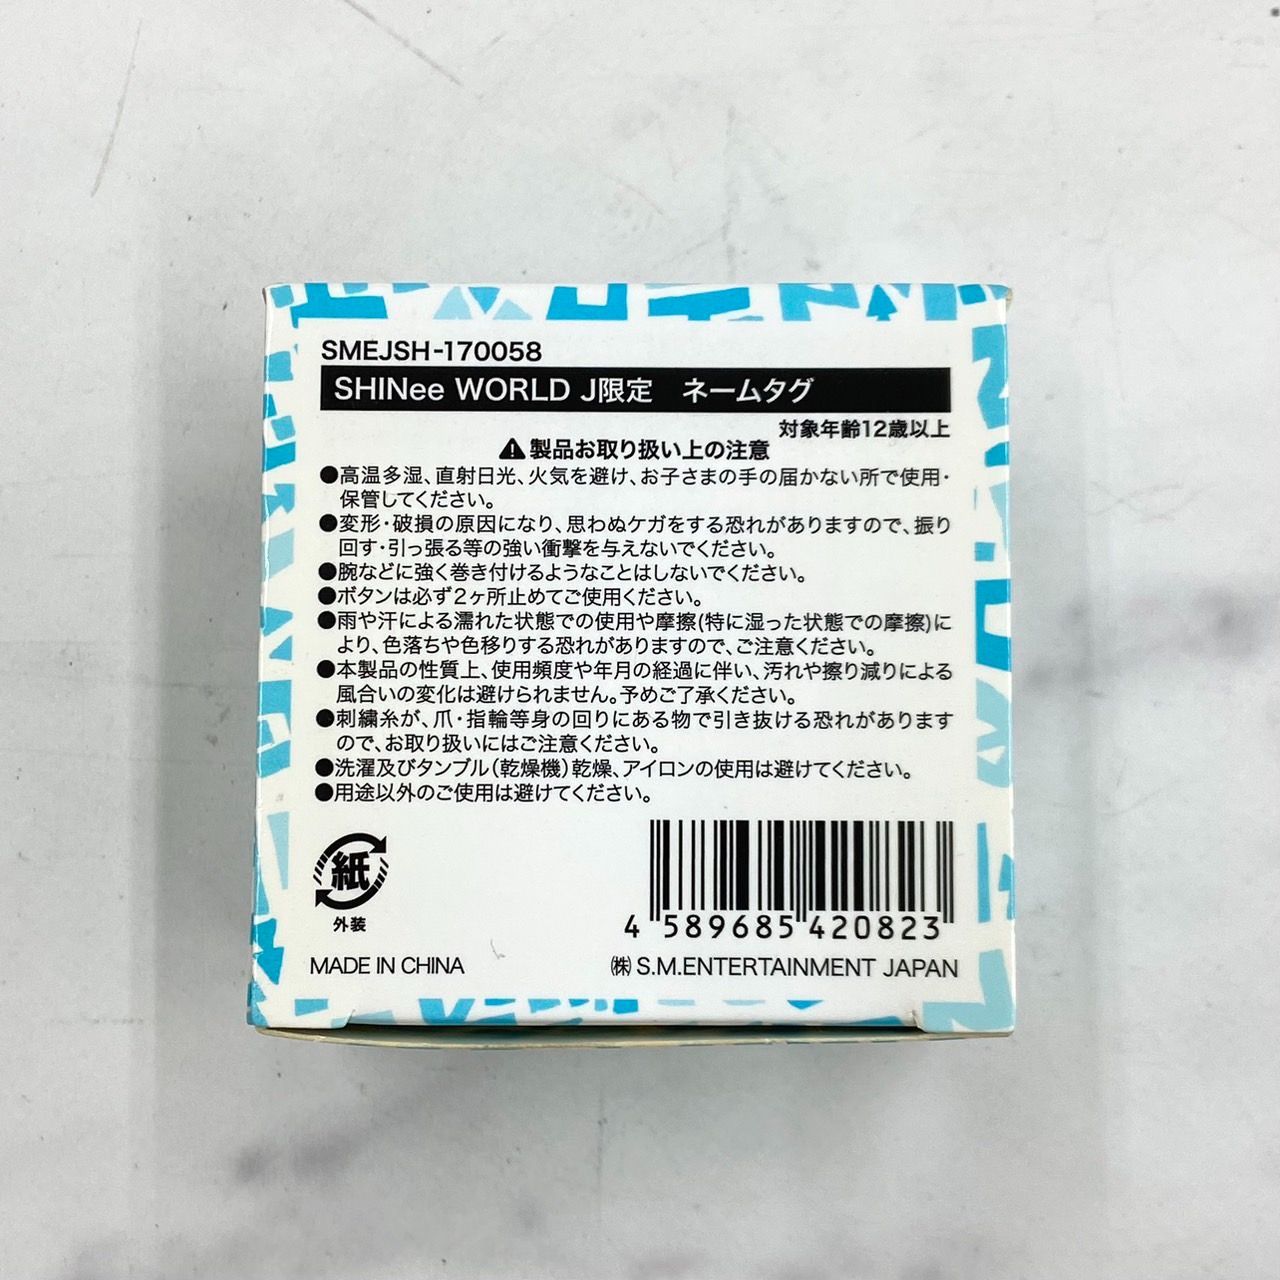 SMEJSH-170058
SHINee WORLD J限定　ネームタグ
対象年齢12歳以上
⚠製品お取り扱い上の注意
●高温多湿、直射日光、火気を避け、お子さまの手の届かない所で使用・
保管してください。
●変形・破損の原因になり、思わぬケガをする恐れがありますので、振り
回す・引っ張る等の強い衝撃を与えないでください。
●腕などに強く巻き付けるようなことはしないでください。
●ボタンは必ず2ヶ所止めてご使用ください。
●雨や汗による濡れた状態での使用や摩擦(特に湿った状態での摩擦)に
より、色落ちや色移りする恐れがありますので、ご注意ください。
●本製品の性質上、使用頻度や年月の経過に伴い、汚れや擦り減りによる
風合いの変化は避けられません。予めご了承ください。
●刺繍糸が、爪・指輪等身の回りにある物で引き抜ける恐れがあります
ので、お取り扱いにはご注意ください。
●洗濯及びタンブル(乾燥機)乾燥、アイロンの使用は避けてください。
●用途以外のご使用は避けてください。
紙
外装
4 589685 420823
MADE IN CHINA
㈱ S.M.ENTERTAINMENT JAPAN